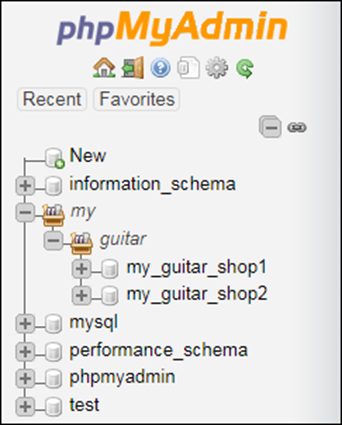 phpMyAdmin
Recent Favorites
New
information_schema
my
guitar
my_guitar_shop1
my_guitar_shop2
mysql
performance_schema
phpmyadmin
test